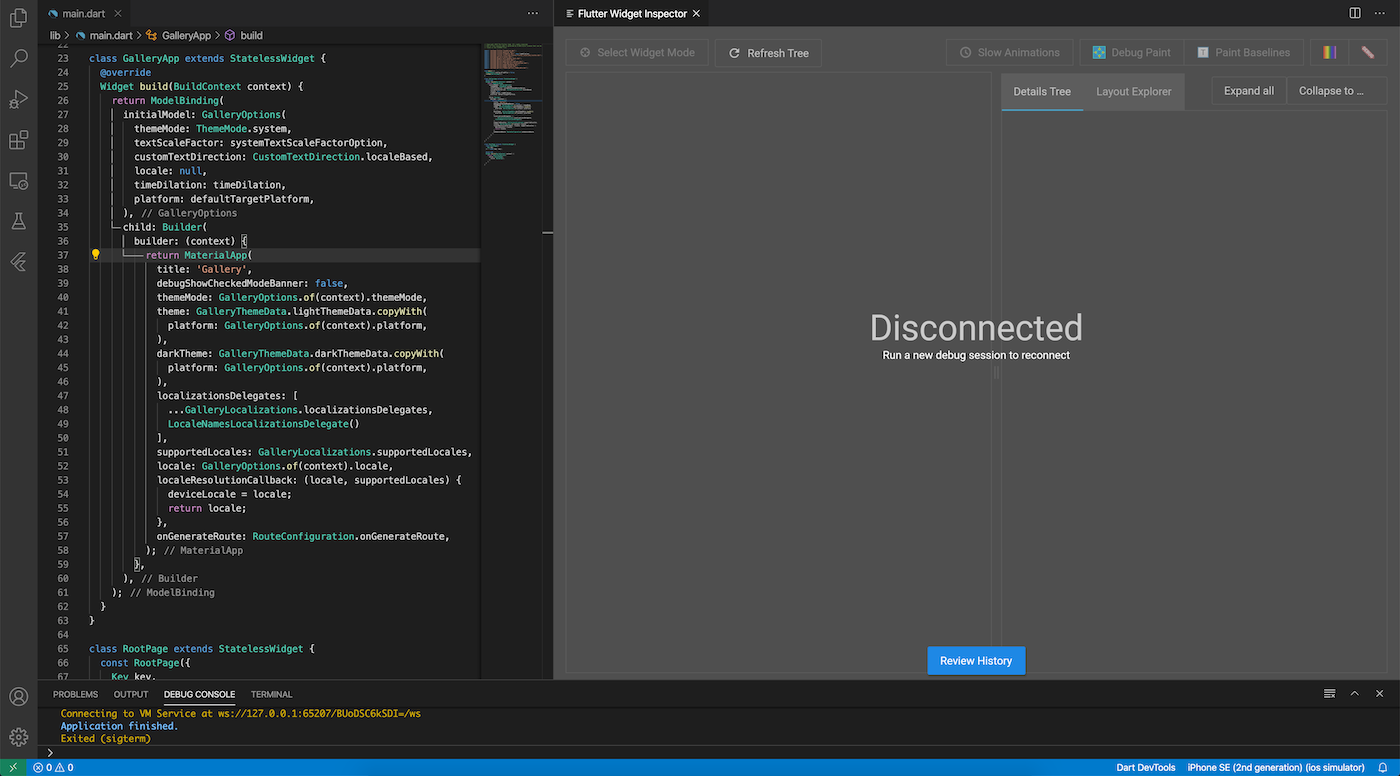 main.dart
lib > main.dart > GalleryApp > build
22
23 class GalleryApp extends StatelessWidget {
24 @override
25 Widget build(BuildContext context) {
26 return ModelBinding(
27 initialModel: GalleryOptions(
28 themeMode: ThemeMode.system,
29 textScaleFactor: systemTextScaleFactorOption,
30 customTextDirection: CustomTextDirection.localeBased,
31 locale: null,
32 timeDilation: timeDilation,
33 platform: defaultTargetPlatform,
34 ), // GalleryOptions
35 child: Builder(
36 builder: (context) {
37 return MaterialApp(
38 title: 'Gallery',
39 debugShowCheckedModeBanner: false,
40 themeMode: GalleryOptions.of(context).themeMode,
41 theme: GalleryThemeData.lightThemeData.copyWith(
42 platform: GalleryOptions.of(context).platform,
43 ),
44 darkTheme: GalleryThemeData.darkThemeData.copyWith(
45 platform: GalleryOptions.of(context).platform,
46 ),
47 localizationsDelegates: [
48 ...GalleryLocalizations.localizationsDelegates,
49 LocaleNamesLocalizationsDelegate()
50 ],
51 supportedLocales: GalleryLocalizations.supportedLocales,
52 locale: GalleryOptions.of(context).locale,
53 localeResolutionCallback: (locale, supportedLocales) {
54 deviceLocale = locale;
55 return locale;
56 },
57 onGenerateRoute: RouteConfiguration.onGenerateRoute,
58 ); // MaterialApp
59 },
60 ), // Builder
61 ); // ModelBinding
62 }
63 }
64
65 class RootPage extends StatelessWidget {
66 const RootPage({
67 Key key,
Flutter Widget Inspector
Select Widget Mode Refresh Tree Slow Animations Debug Paint Paint Baselines
Details Tree Layout Explorer Expand all Collapse to ...
Disconnected
Run a new debug session to reconnect
Review History
PROBLEMS OUTPUT DEBUG CONSOLE TERMINAL
Connecting to VM Service at ws://127.0.0.1:65207/BUoDSC6kSDI=/ws
Application finished.
Exited (sigterm)
>
0 0 Dart DevTools iPhone SE (2nd generation) (ios simulator)